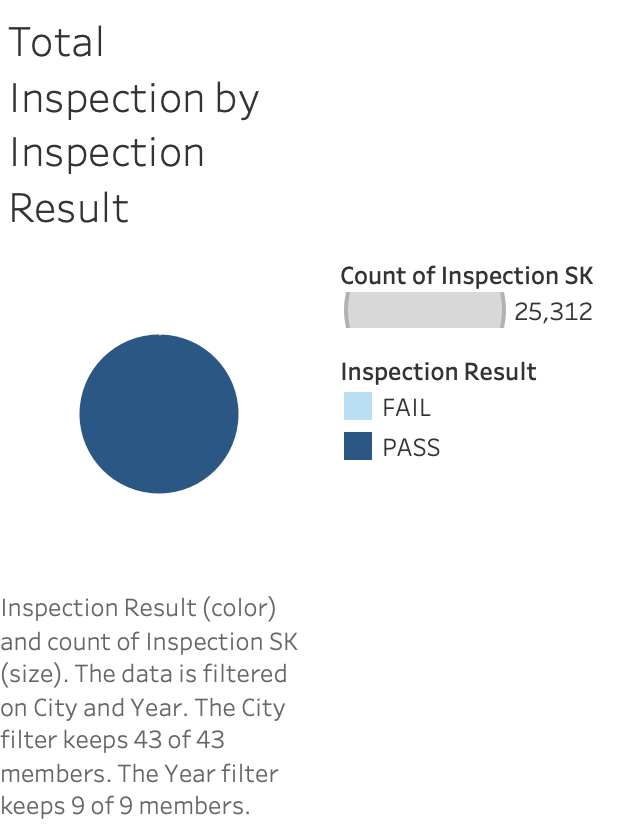 Total
Inspection by
Inspection
Result
Count of Inspection SK
25,312
Inspection Result
FAIL
PASS
Inspection Result (color)
and count of Inspection SK
(size). The data is filtered
on City and Year. The City
filter keeps 43 of 43
members. The Year filter
keeps 9 of 9 members.